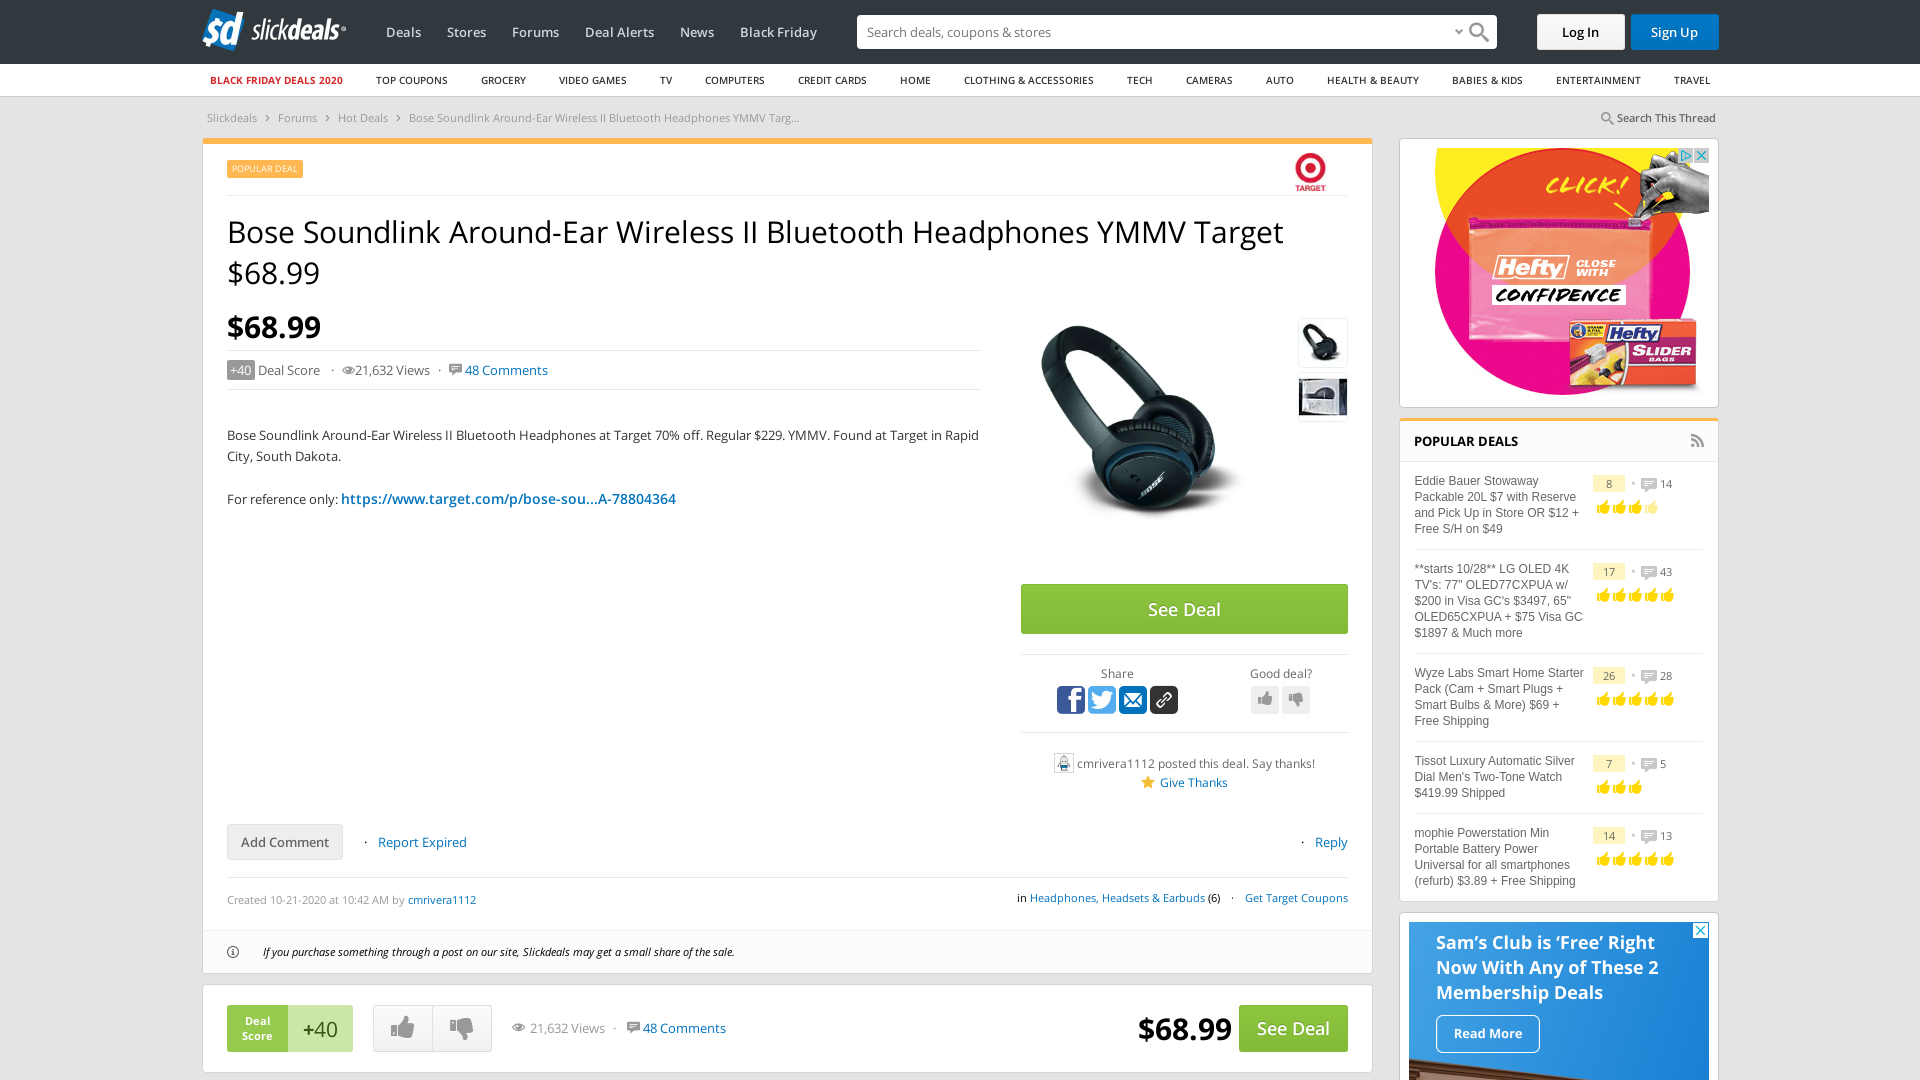 slickdeals
Deals
Stores
Forums
Deal Alerts
News
Black Friday
Search deals, coupons & stores
Log In
Sign Up
BLACK FRIDAY DEALS 2020
TOP COUPONS
GROCERY
VIDEO GAMES
TV
COMPUTERS
CREDIT CARDS
HOME
CLOTHING & ACCESSORIES
TECH
CAMERAS
AUTO
HEALTH & BEAUTY
BABIES & KIDS
ENTERTAINMENT
TRAVEL
Slickdeals › Forums › Hot Deals › Bose Soundlink Around-Ear Wireless II Bluetooth Headphones YMMV Targ...
Search This Thread
POPULAR DEAL
TARGET
Bose Soundlink Around-Ear Wireless II Bluetooth Headphones YMMV Target
$68.99
$68.99
+40 Deal Score · 21,632 Views · 48 Comments
Bose Soundlink Around-Ear Wireless II Bluetooth Headphones at Target 70% off. Regular $229. YMMV. Found at Target in Rapid
City, South Dakota.
For reference only: https://www.target.com/p/bose-sou...A-78804364
BOSE
See Deal
Share
Good deal?
cmrivera1112 posted this deal. Say thanks!
Give Thanks
Add Comment · Report Expired
· Reply
Created 10-21-2020 at 10:42 AM by cmrivera1112
in Headphones, Headsets & Earbuds (6) · Get Target Coupons
If you purchase something through a post on our site, Slickdeals may get a small share of the sale.
Deal
Score
+40
21,632 Views · 48 Comments
$68.99
See Deal
CLICK!
Hefty
CLOSE
WITH
CONFIDENCE
Hefty
SLIDER
BAGS
POPULAR DEALS
Eddie Bauer Stowaway
Packable 20L $7 with Reserve
and Pick Up in Store OR $12 +
Free S/H on $49
8 • 14
**starts 10/28** LG OLED 4K
TV's: 77" OLED77CXPUA w/
$200 in Visa GC's $3497, 65"
OLED65CXPUA + $75 Visa GC
$1897 & Much more
17 • 43
Wyze Labs Smart Home Starter
Pack (Cam + Smart Plugs +
Smart Bulbs & More) $69 +
Free Shipping
26 • 28
Tissot Luxury Automatic Silver
Dial Men's Two-Tone Watch
$419.99 Shipped
7 • 5
mophie Powerstation Min
Portable Battery Power
Universal for all smartphones
(refurb) $3.89 + Free Shipping
14 • 13
Sam's Club is ‘Free’ Right
Now With Any of These 2
Membership Deals
Read More